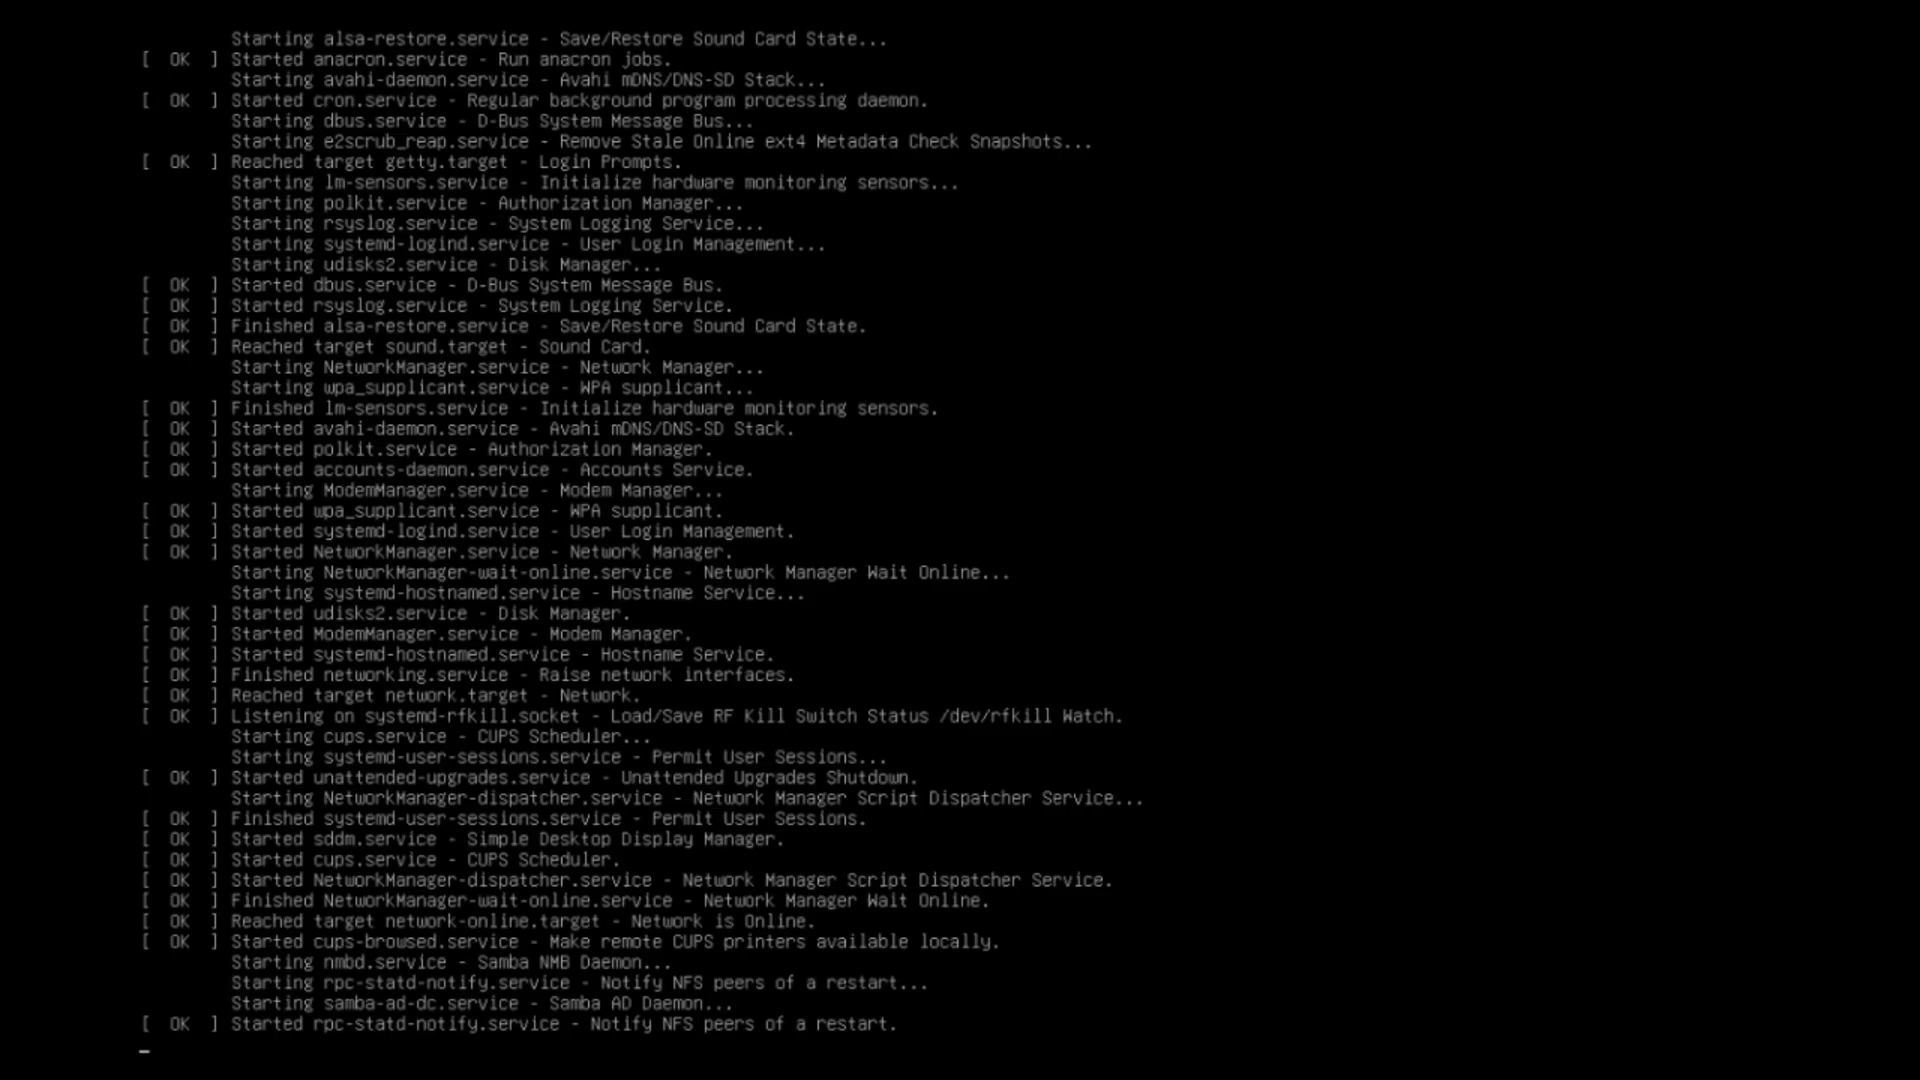 Starting alsa-restore.service - Save/Restore Sound Card State...
[  OK  ] Started anacron.service - Run anacron jobs.
Starting avahi-daemon.service - Avahi mDNS/DNS-SD Stack...
[  OK  ] Started cron.service - Regular background program processing daemon.
Starting dbus.service - D-Bus System Message Bus...
Starting e2scrub_reap.service - Remove Stale Online ext4 Metadata Check Snapshots...
[  OK  ] Reached target getty.target - Login Prompts.
Starting lm-sensors.service - Initialize hardware monitoring sensors...
Starting polkit.service - Authorization Manager...
Starting rsyslog.service - System Logging Service...
Starting systemd-logind.service - User Login Management...
Starting udisks2.service - Disk Manager...
[  OK  ] Started dbus.service - D-Bus System Message Bus.
[  OK  ] Started rsyslog.service - System Logging Service.
[  OK  ] Finished alsa-restore.service - Save/Restore Sound Card State.
[  OK  ] Reached target sound.target - Sound Card.
Starting NetworkManager.service - Network Manager...
Starting wpa_supplicant.service - WPA supplicant...
[  OK  ] Finished lm-sensors.service - Initialize hardware monitoring sensors.
[  OK  ] Started avahi-daemon.service - Avahi mDNS/DNS-SD Stack.
[  OK  ] Started polkit.service - Authorization Manager.
[  OK  ] Started accounts-daemon.service - Accounts Service.
Starting ModemManager.service - Modem Manager...
[  OK  ] Started wpa_supplicant.service - WPA supplicant.
[  OK  ] Started systemd-logind.service - User Login Management.
[  OK  ] Started NetworkManager.service - Network Manager.
Starting NetworkManager-wait-online.service - Network Manager Wait Online...
Starting systemd-hostnamed.service - Hostname Service...
[  OK  ] Started udisks2.service - Disk Manager.
[  OK  ] Started ModemManager.service - Modem Manager.
[  OK  ] Started systemd-hostnamed.service - Hostname Service.
[  OK  ] Finished networking.service - Raise network interfaces.
[  OK  ] Reached target network.target - Network.
[  OK  ] Listening on systemd-rfkill.socket - Load/Save RF Kill Switch Status /dev/rfkill Watch.
Starting cups.service - CUPS Scheduler...
Starting systemd-user-sessions.service - Permit User Sessions...
[  OK  ] Started unattended-upgrades.service - Unattended Upgrades Shutdown.
Starting NetworkManager-dispatcher.service - Network Manager Script Dispatcher Service...
[  OK  ] Finished systemd-user-sessions.service - Permit User Sessions.
[  OK  ] Started sddm.service - Simple Desktop Display Manager.
[  OK  ] Started cups.service - CUPS Scheduler.
[  OK  ] Started NetworkManager-dispatcher.service - Network Manager Script Dispatcher Service.
[  OK  ] Finished NetworkManager-wait-online.service - Network Manager Wait Online.
[  OK  ] Reached target network-online.target - Network is Online.
[  OK  ] Started cups-browsed.service - Make remote CUPS printers available locally.
Starting nmbd.service - Samba NMB Daemon...
Starting rpc-statd-notify.service - Notify NFS peers of a restart...
Starting samba-ad-dc.service - Samba AD Daemon...
[  OK  ] Started rpc-statd-notify.service - Notify NFS peers of a restart.